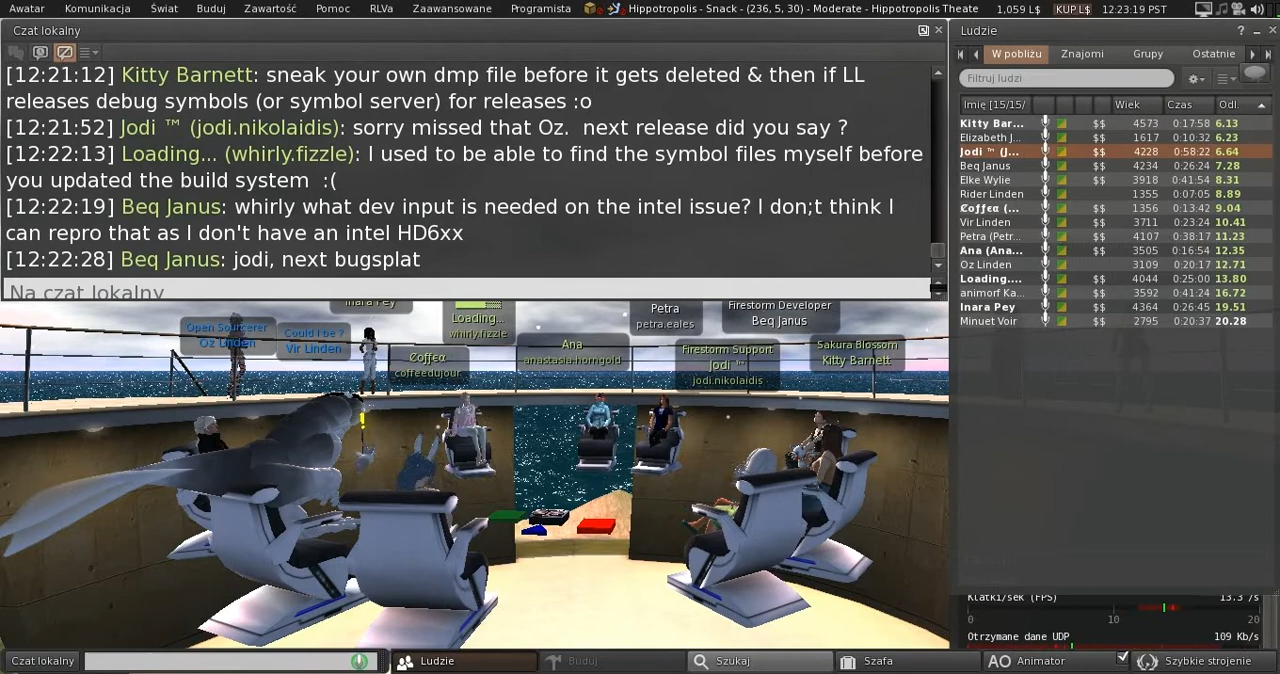 Awatar Komunikacja Świat Buduj Zawartość Pomoc RLVa Zaawansowane Programista Hippotropolis - Snack - (236, 5, 30) - Moderate - Hippotropolis Theate 1,059 L$ KUP L$ 12:23:19 PST
Czat lokalny
[12:21:12] Kitty Barnett: sneak your own dmp file before it gets deleted & then if LL
releases debug symbols (or symbol server) for releases :o
[12:21:52] Jodi ™ (jodi.nikolaidis): sorry missed that Oz.  next release did you say ?
[12:22:13] Loading... (whirly.fizzle): I used to be able to find the symbol files myself before
you updated the build system  :(
[12:22:19] Beq Janus: whirly what dev input is needed on the intel issue? I don;t think I
can repro that as I don't have an intel HD6xx
[12:22:28] Beq Janus: jodi, next bugsplat
Na czat lokalny
Inara Pey
Open Sourcerer
Oz Linden
Could I be ?
Vir Linden
Loading...
whirly.fizzle
Coffєα
coffeedujour
Ana
anastasia.horngold
Petra
petra.eales
Firestorm Developer
Beq Janus
Firestorm Support
Jodi ™
jodi.nikolaidis
Sakura Blossom
Kitty Barnett
Ludzie
W pobliżu Znajomi Grupy Ostatnie
Filtruj ludzi
Imię [15/15/ Wiek Czas Odl.
Kitty Bar... $$ 4573 0:17:58 6.13
Elizabeth J... $$ 1617 0:10:32 6.23
Jodi ™ (J... $$ 4228 0:58:22 6.64
Beq Janus $$ 4234 0:26:24 7.28
Elke Wylie $$ 3918 0:41:54 8.31
Rider Linden 1355 0:07:05 8.89
Coffєα (... $$ 1356 0:13:42 9.04
Vir Linden 3711 0:23:24 10.41
Petra (Petr... $$ 4107 0:38:17 11.23
Ana (Ana... $$ 3505 0:16:54 12.35
Oz Linden 3109 0:20:17 12.71
Loading.... $$ 4044 0:25:00 13.80
animorf Ka... $$ 3592 0:41:24 16.72
Inara Pey $$ 4364 0:26:45 19.51
Minuet Voir $$ 2795 0:20:37 20.28
Klatki/sek (FPS) 13.3 /s
0 10 20
Otrzymane dane UDP 109 Kb/s
Czat lokalny Ludzie Buduj Szukaj Szafa AO Animator Szybkie strojenie